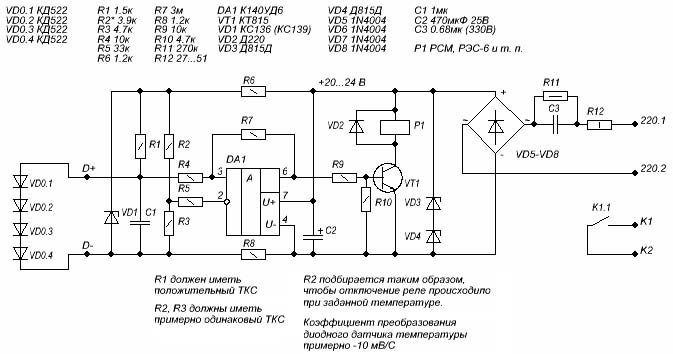 VD0.1 КД522
VD0.2 КД522
VD0.3 КД522
VD0.4 КД522
R1 1.5к
R2* 3.9к
R3 4.7к
R4 10к
R5 33к
R6 1.2к
R7 3м
R8 1.2к
R9 10к
R10 4.7к
R11 270к
R12 27...51
DA1 К140УД6
VT1 КТ815
VD1 КС136 (КС139)
VD2 Д220
VD3 Д815Д
VD4 Д815Д
VD5 1N4004
VD6 1N4004
VD7 1N4004
VD8 1N4004
C1 1мк
C2 470мкФ 25В
C3 0.68мк (330В)
P1 РСМ, РЭС-6 и т. п.
R6
+20...24 В
+
R11
C3
R12
220.1
R1
R2
R7
VD2
P1
~
~
VD5-VD8
-
220.2
D+
R4
3
DA1
A
6
R9
VT1
VD0.1
VD0.2
VD0.3
VD0.4
R5
2
U+
7
U-
4
R10
VD3
VD4
VD1
C1
R3
+
C2
K1.1
K1
K2
D-
R8
R1 должен иметь
положительный ТКС
R2, R3 должны иметь
примерно одинаковый ТКС
R2 подбирается таким образом,
чтобы отключение реле происходило
при заданной температуре.
Коэффициент преобразования
диодного датчика температуры
примерно -10 мВ/С